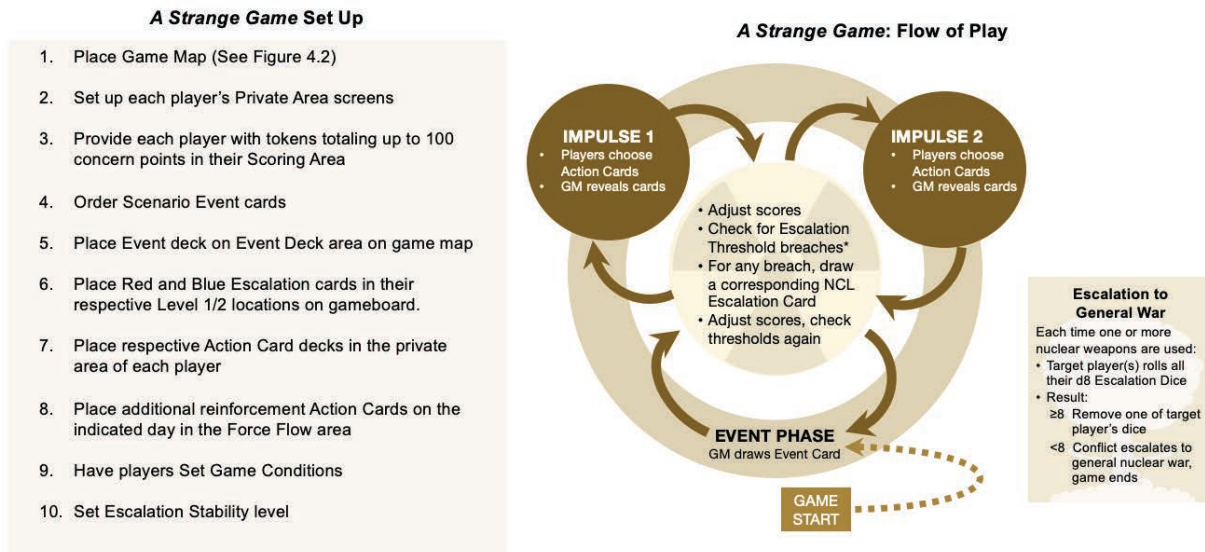 A Strange Game Set Up
1. Place Game Map (See Figure 4.2)
2. Set up each player's Private Area screens
3. Provide each player with tokens totaling up to 100
concern points in their Scoring Area
4. Order Scenario Event cards
5. Place Event deck on Event Deck area on game map
6. Place Red and Blue Escalation cards in their
respective Level 1/2 locations on gameboard.
7. Place respective Action Card decks in the private
area of each player
8. Place additional reinforcement Action Cards on the
indicated day in the Force Flow area
9. Have players Set Game Conditions
10. Set Escalation Stability level
A Strange Game: Flow of Play
IMPULSE 1
• Players choose
Action Cards
• GM reveals cards
IMPULSE 2
• Players choose
Action Cards
• GM reveals cards
• Adjust scores
• Check for Escalation
Threshold breaches*
• For any breach, draw
a corresponding NCL
Escalation Card
• Adjust scores, check
thresholds again
EVENT PHASE
GM draws Event Card
GAME
START
Escalation to
General War
Each time one or more
nuclear weapons are used:
• Target player(s) rolls all
their d8 Escalation Dice
• Result:
≥8 Remove one of target
player's dice
<8 Conflict escalates to
general nuclear war,
game ends